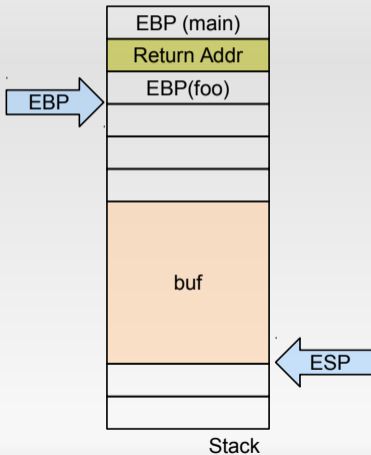 EBP (main)
Return Addr
EBP(foo)
EBP
buf
ESP
Stack